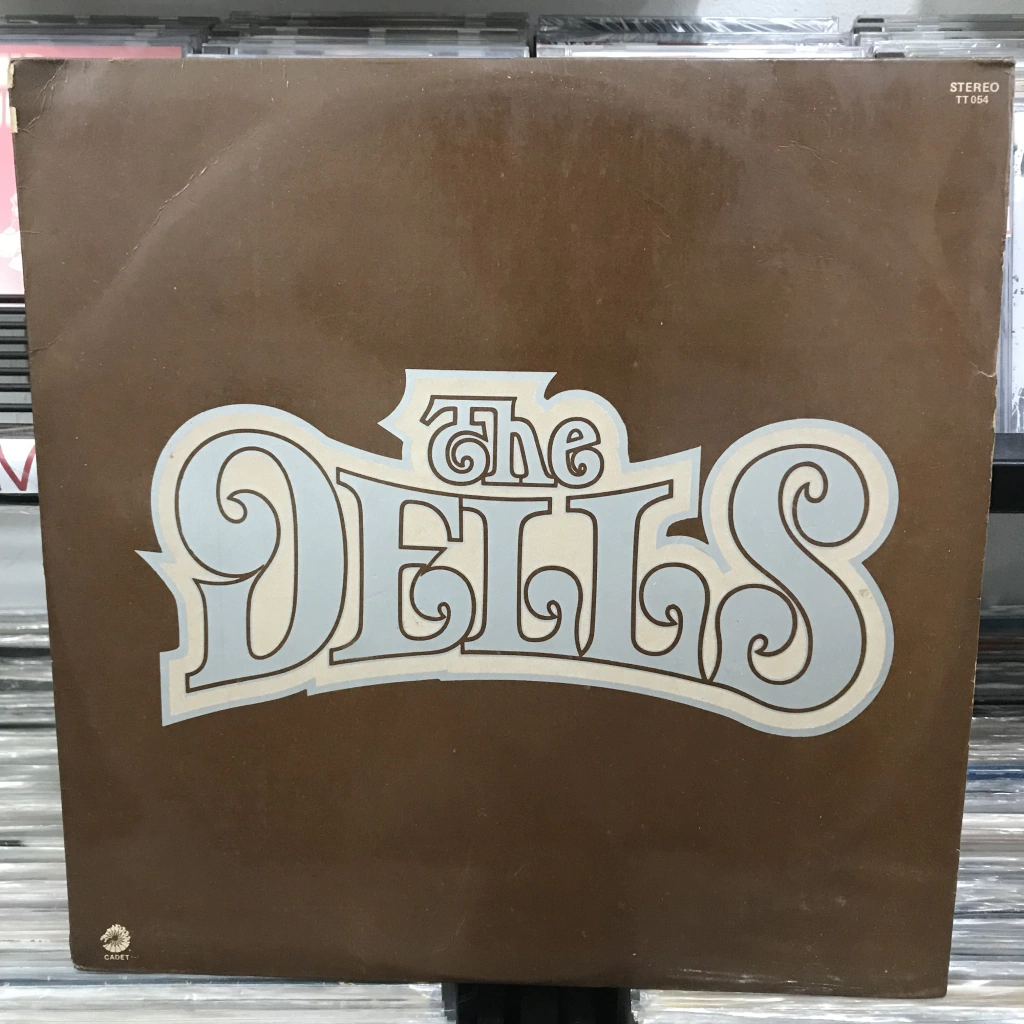 STEREO
TT 054
The
DELLS
CADET